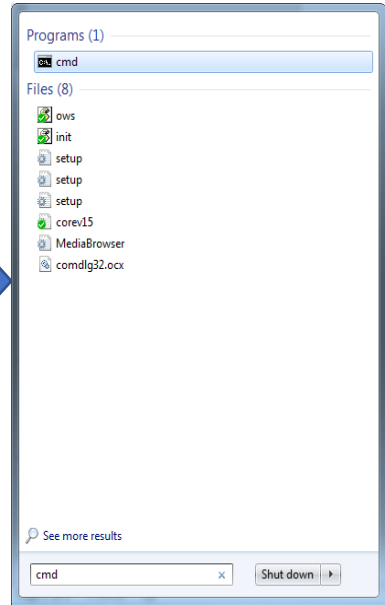 Programs (1)
cmd
Files (8)
ows
init
setup
setup
setup
corev15
MediaBrowser
comdlg32.ocx
See more results
cmd x Shut down